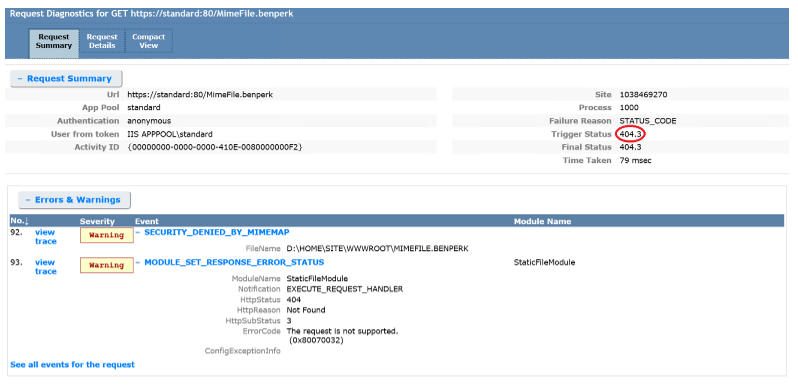 Request Diagnostics for GET https://standard:80/MimeFile.benperk
Request Summary
Request Details
Compact View
− Request Summary
Url https://standard:80/MimeFile.benperk
Site 1038469270
App Pool standard
Process 1000
Authentication anonymous
Failure Reason STATUS_CODE
User from token IIS APPPOOL\standard
Trigger Status 404.3
Activity ID {00000000-0000-0000-410E-0080000000F2}
Final Status 404.3
Time Taken 79 msec
− Errors & Warnings
No.↓ Severity Event Module Name
92. view trace Warning − SECURITY_DENIED_BY_MIMEMAP
FileName D:\HOME\SITE\WWWROOT\MIMEFILE.BENPERK
93. view trace Warning − MODULE_SET_RESPONSE_ERROR_STATUS StaticFileModule
ModuleName StaticFileModule
Notification EXECUTE_REQUEST_HANDLER
HttpStatus 404
HttpReason Not Found
HttpSubStatus 3
ErrorCode The request is not supported.
(0x80070032)
ConfigExceptionInfo
See all events for the request